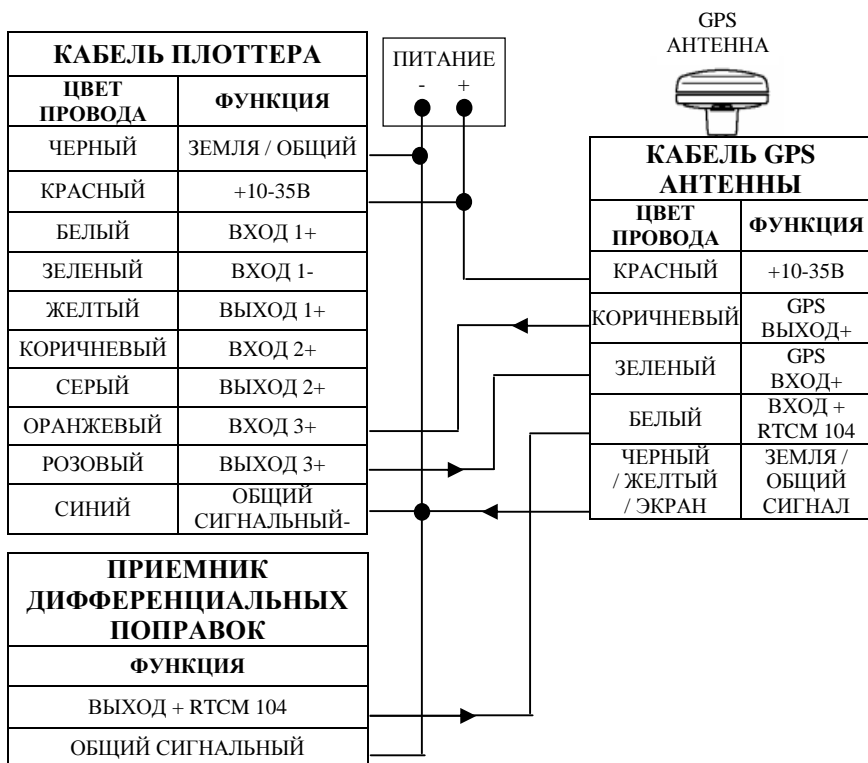 КАБЕЛЬ ПЛОТТЕРА
ЦВЕТ
ПРОВОДА
ФУНКЦИЯ
ЧЕРНЫЙ
ЗЕМЛЯ / ОБЩИЙ
КРАСНЫЙ
+10-35В
БЕЛЫЙ
ВХОД 1+
ЗЕЛЕНЫЙ
ВХОД 1-
ЖЕЛТЫЙ
ВЫХОД 1+
КОРИЧНЕВЫЙ
ВХОД 2+
СЕРЫЙ
ВЫХОД 2+
ОРАНЖЕВЫЙ
ВХОД 3+
РОЗОВЫЙ
ВЫХОД 3+
СИНИЙ
ОБЩИЙ
СИГНАЛЬНЫЙ-
ПИТАНИЕ
- +
GPS
АНТЕННА
КАБЕЛЬ GPS
АНТЕННЫ
ЦВЕТ
ПРОВОДА
ФУНКЦИЯ
КРАСНЫЙ
+10-35В
КОРИЧНЕВЫЙ
GPS
ВЫХОД+
ЗЕЛЕНЫЙ
GPS
ВХОД+
БЕЛЫЙ
ВХОД +
RTCM 104
ЧЕРНЫЙ
/ ЖЕЛТЫЙ
/ ЭКРАН
ЗЕМЛЯ /
ОБЩИЙ
СИГНАЛ
ПРИЕМНИК
ДИФФЕРЕНЦИАЛЬНЫХ
ПОПРАВОК
ФУНКЦИЯ
ВЫХОД + RTCM 104
ОБЩИЙ СИГНАЛЬНЫЙ